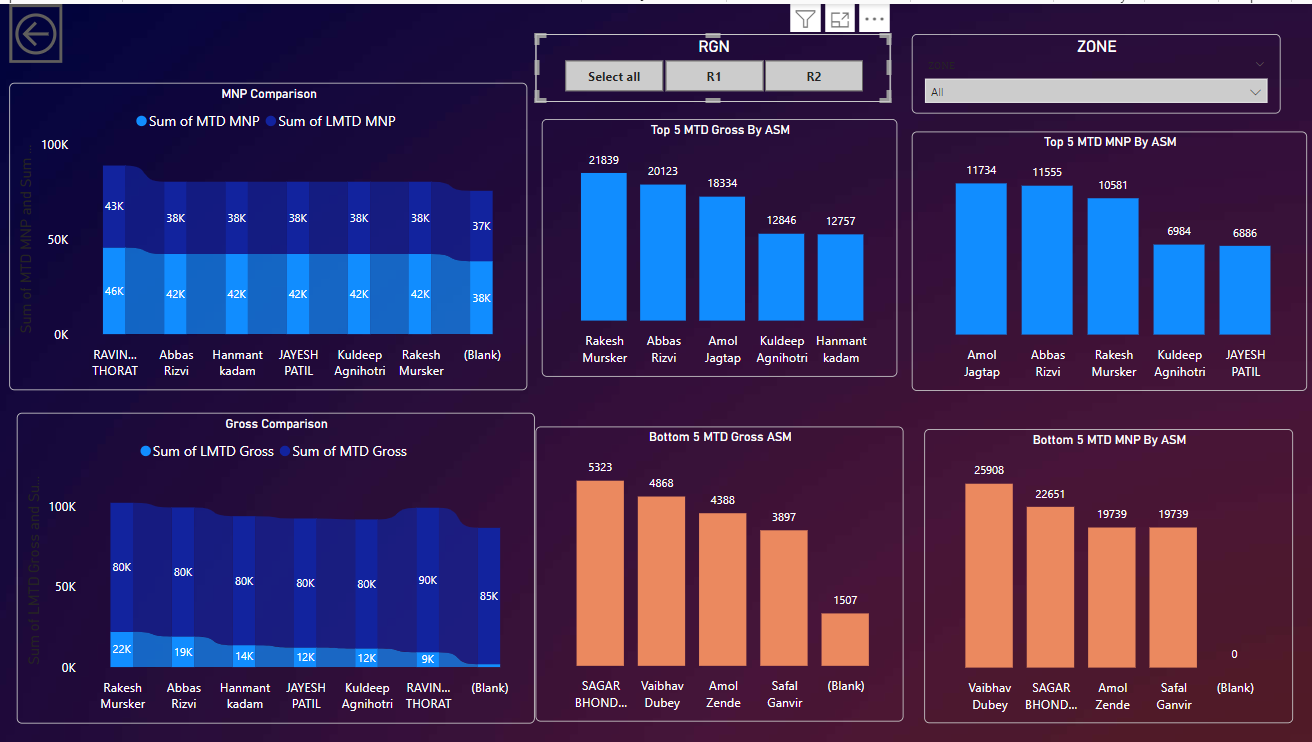 RGN
Select all
R1
R2
ZONE
ZONE
All
MNP Comparison
Sum of MTD MNP Sum of LMTD MNP
Sum of MTD MNP and Sum ...
100K
50K
0K
43K 38K 38K 38K 38K 38K 37K
46K 42K 42K 42K 42K 42K 38K
RAVIN... Abbas Hanmant JAYESH Kuldeep Rakesh (Blank)
THORAT Rizvi kadam PATIL Agnihotri Mursker
Top 5 MTD Gross By ASM
21839 20123 18334 12846 12757
Rakesh Abbas Amol Kuldeep Hanmant
Mursker Rizvi Jagtap Agnihotri kadam
Top 5 MTD MNP By ASM
11734 11555 10581 6984 6886
Amol Abbas Rakesh Kuldeep JAYESH
Jagtap Rizvi Mursker Agnihotri PATIL
Gross Comparison
Sum of LMTD Gross Sum of MTD Gross
Sum of LMTD Gross and Su...
100K
50K
0K
80K 80K 80K 80K 80K 90K 85K
22K 19K 14K 12K 12K 9K
Rakesh Abbas Hanmant JAYESH Kuldeep RAVIN... (Blank)
Mursker Rizvi kadam PATIL Agnihotri THORAT
Bottom 5 MTD Gross ASM
5323 4868 4388 3897 1507
SAGAR Vaibhav Amol Safal (Blank)
BHOND... Dubey Zende Ganvir
Bottom 5 MTD MNP By ASM
25908 22651 19739 19739 0
Vaibhav SAGAR Amol Safal (Blank)
Dubey BHOND... Zende Ganvir